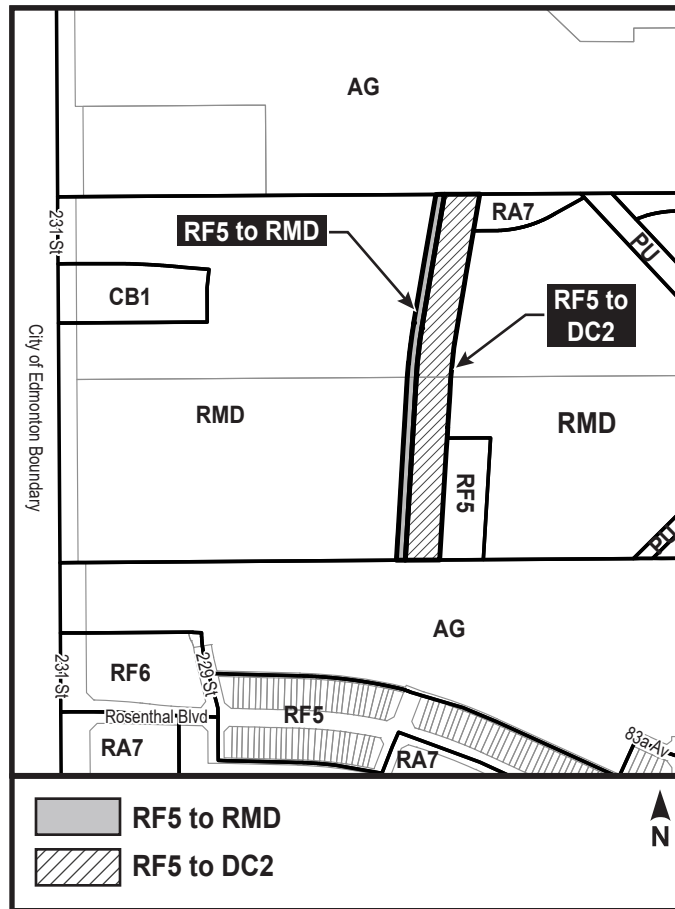 AG
231 St
RF5 to RMD
RA7
PU
CB1
RF5 to
DC2
City of Edmonton Boundary
RMD
RMD
RF5
PU
AG
231 St
RF6
229 St
Rosenthal Blvd
RF5
RA7
RA7
83a Av
RF5 to RMD
RF5 to DC2
N